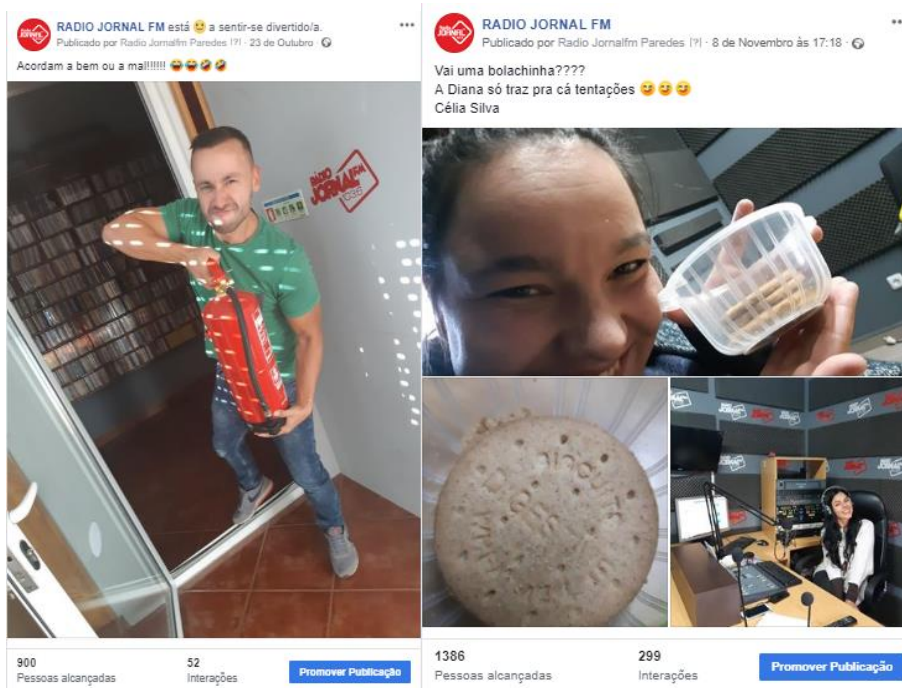 RADIO JORNAL FM está a sentir-se divertido/a.
Publicado por Radio Jornalfm Paredes [?] · 23 de Outubro ·
Acordam a bem ou a mal!!!!!!
RÁDIO
JORNAL FM
900
Pessoas alcançadas
52
Interações
Promover Publicação
RADIO JORNAL FM
Publicado por Radio Jornalfm Paredes [?] · 8 de Novembro às 17:18 ·
Vai uma bolachinha????
A Diana só traz pra cá tentações
Célia Silva
1386
Pessoas alcançadas
299
Interações
Promover Publicação